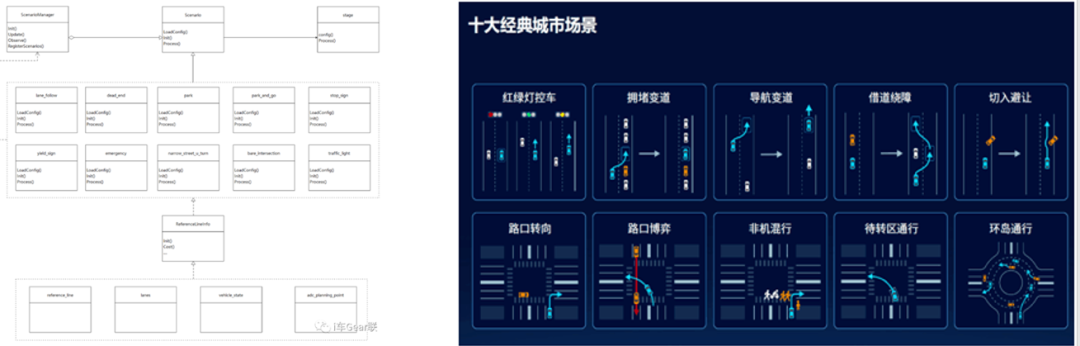 ScenarioManager
Init()
Update()
Observe()
RegisterScenarios()
Scenario
LoadConfig()
Init()
Process()
stage
config()
Process()
lane_follow
LoadConfig()
Init()
Process()
dead_end
LoadConfig()
Init()
Process()
park
LoadConfig()
Init()
Process()
park_and_go
LoadConfig()
Init()
Process()
stop_sign
LoadConfig()
Init()
Process()
yield_sign
LoadConfig()
Init()
Process()
emergency
LoadConfig()
Init()
Process()
narrow_street_u_turn
LoadConfig()
Init()
Process()
bare_intersection
LoadConfig()
Init()
Process()
traffic_light
LoadConfig()
Init()
Process()
ReferenceLineInfo
Init()
Cost()
...
reference_line
lanes
vehicle_state
adc_planning_point
i车Gear联
十大经典城市场景
红绿灯控车
拥堵变道
导航变道
借道绕障
切入避让
路口转向
路口博弈
非机混行
待转区通行
环岛通行